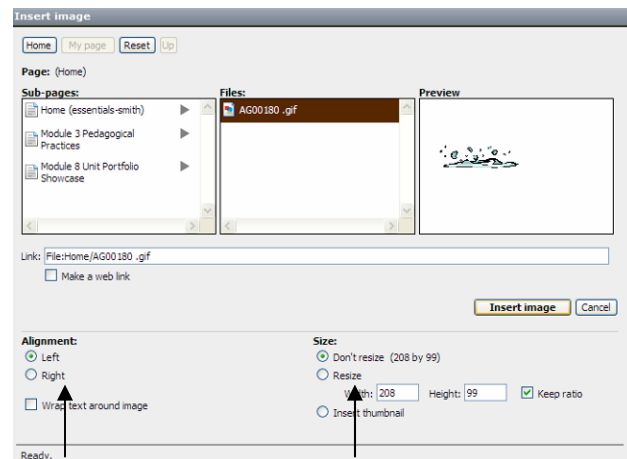 Insert image
Home My page Reset Up
Page: (Home)
Sub-pages: Files: Preview
Home (essentials-smith)
AG00180 .gif
Module 3 Pedagogical
Practices
Module 8 Unit Portfolio
Showcase
Link: File:Home/AG00180 .gif
Make a web link
Insert image Cancel
Alignment: Size:
Left Don't resize (208 by 99)
Right Resize
Width: 208 Height: 99 Keep ratio
Wrap text around image
Insert thumbnail
Ready.